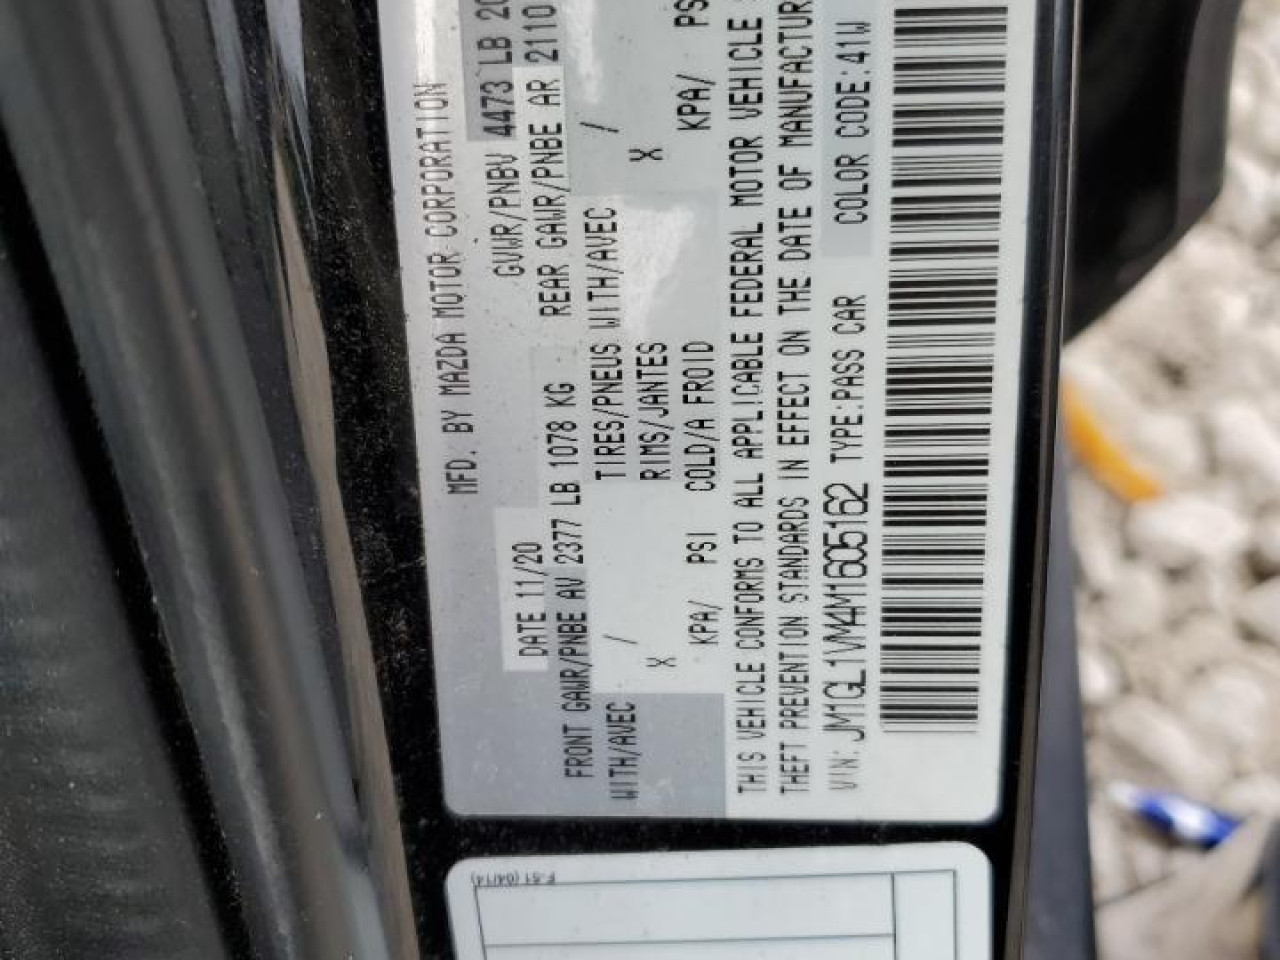 MFD. BY MAZDA MOTOR CORPORATION
DATE 11/20 GVWR/PNBV 4473 LB 20
FRONT GAWR/PNBE AV 2377 LB 1078 KG REAR GAWR/PNBE AR 2110
WITH/AVEC / TIRES/PNEUS WITH/AVEC /
X RIMS/JANTES X
KPA/ PSI COLD/A FROID KPA/ PS
THIS VEHICLE CONFORMS TO ALL APPLICABLE FEDERAL MOTOR VEHICLE
THEFT PREVENTION STANDARDS IN EFFECT ON THE DATE OF MANUFACTUR
VIN: JM1GL1VM4M1605162 TYPE:PASS CAR COLOR CODE:41W
F-51 (04/14)